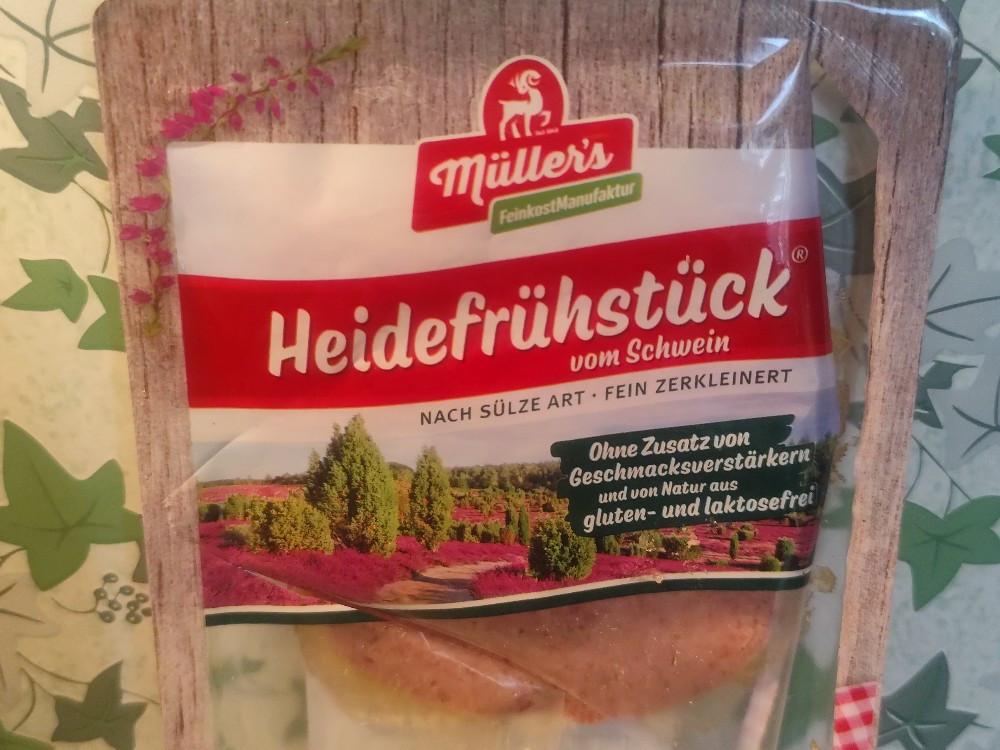 Müller's
FeinkostManufaktur
Heidefrühstück®
vom Schwein
NACH SÜLZE ART · FEIN ZERKLEINERT
Ohne Zusatz von
Geschmacksverstärkern
und von Natur aus
gluten- und laktosefrei